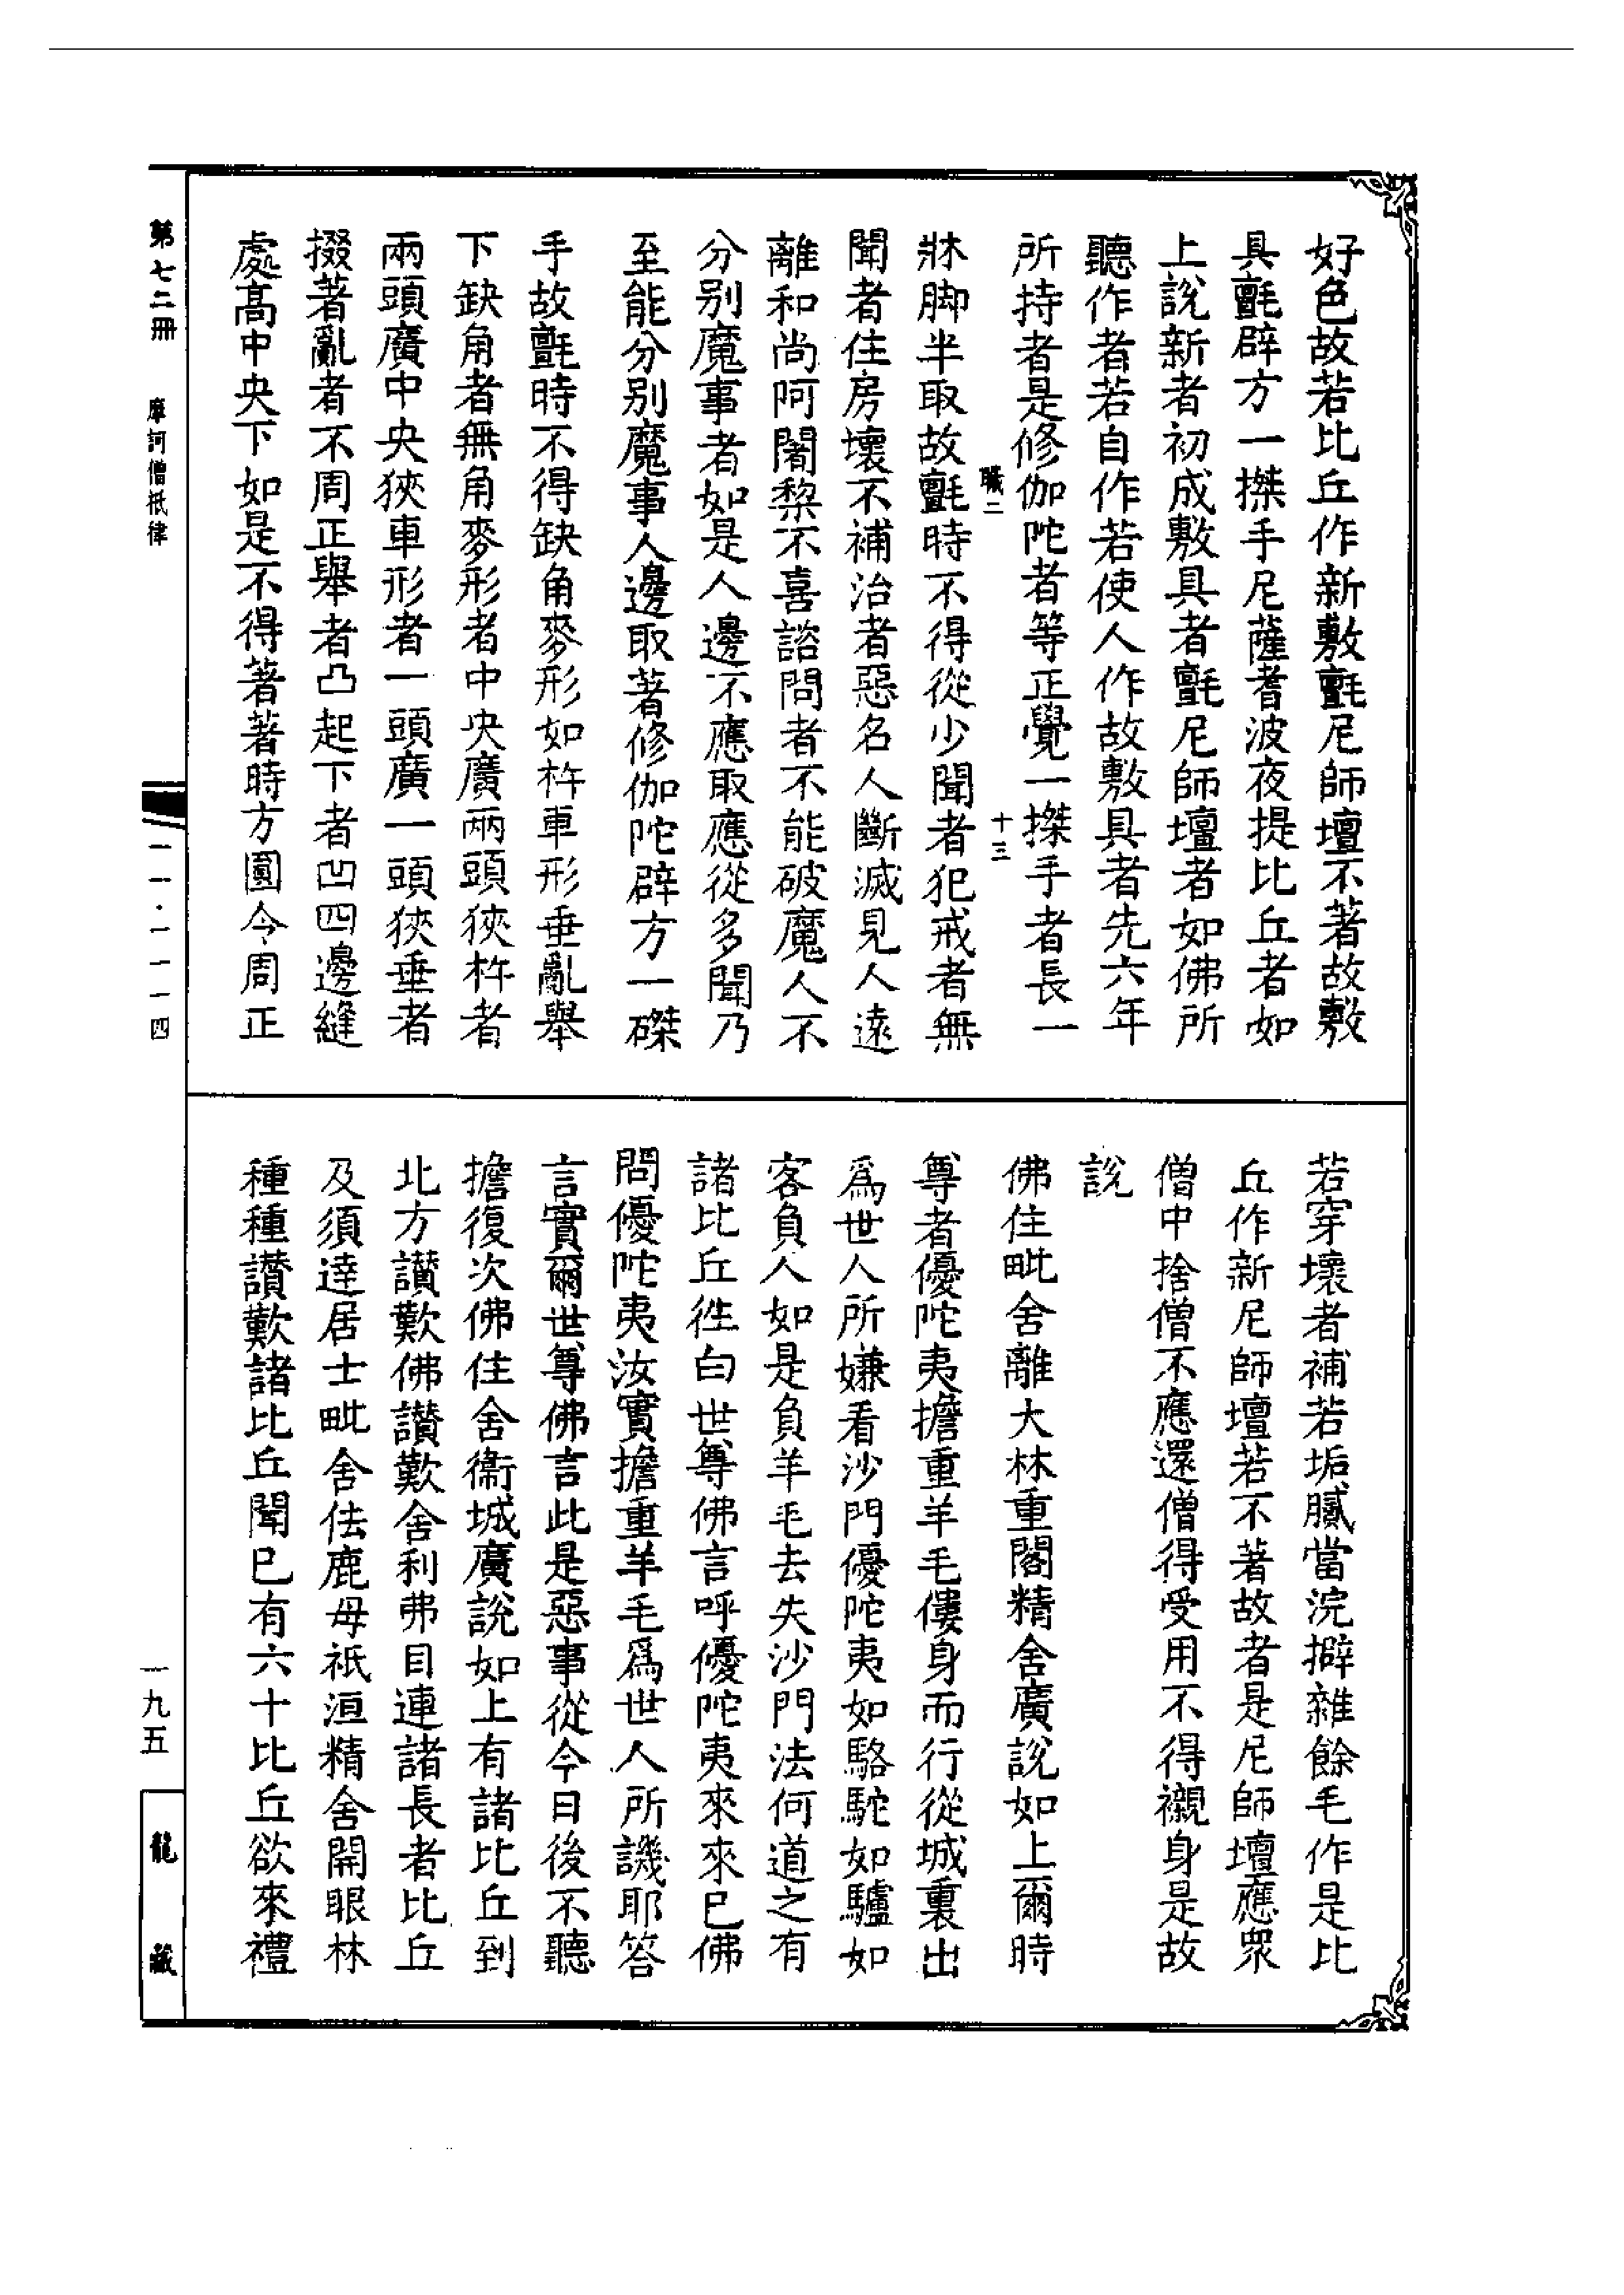 好色故若比丘作新敷氈尼師壇不著故敷
具氈辟方一搩手尼薩耆波夜提比丘者如
上說新者初成敷具者氈尼師壇者如佛所
聽作者若自作若使人作故敷具者先六年
所持者是修伽陀者等正覺一搩手者長一
職二 十三
牀脚半取故氈時不得從少聞者犯戒者無
聞者住房壞不補治者惡名人斷滅見人遠
離和尚阿闍棃不喜諮問者不能破魔人不
分別魔事者如是人邊不應取應從多聞乃
至能分別魔事人邊取著修伽陀辟方一磔
手故氈時不得缺角麥形如杵車形垂亂舉
下缺角者無角麥形者中央廣兩頭狹杵者
兩頭廣中央狹車形者一頭廣一頭狹垂者
掇著亂者不周正舉者凸起下者凹四邊縫
處高中央下如是不得著著時方圓令周正
若穿壞者補若垢膩當浣擗雜餘毛作是比
丘作新尼師壇若不著故者是尼師壇應衆
僧中捨僧不應還僧得受用不得襯身是故
說
佛住毗舍離大林重閣精舍廣說如上爾時
尊者優陀夷擔重羊毛僂身而行從城裏出
爲世人所嫌看沙門優陀夷如駱駝如驢如
客負人如是負羊毛去失沙門法何道之有
諸比丘徃白世尊佛言呼優陀夷來來已佛
問優陀夷汝實擔重羊毛爲世人所譏耶答
言實爾世尊佛言此是惡事從今日後不聽
擔復次佛住舍衞城廣說如上有諸比丘到
北方讃歎佛讃歎舍利弗目連諸長者比丘
及須達居士毗舍佉鹿母祇洹精舍開眼林
種種讃歎諸比丘聞已有六十比丘欲來禮
第七二冊 摩訶僧祇律
一一·一一一四
一九五
龍藏